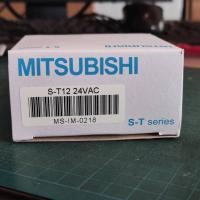 MITSUBISHI
S-T12 24VAC
MS-IM-0218
S-T series